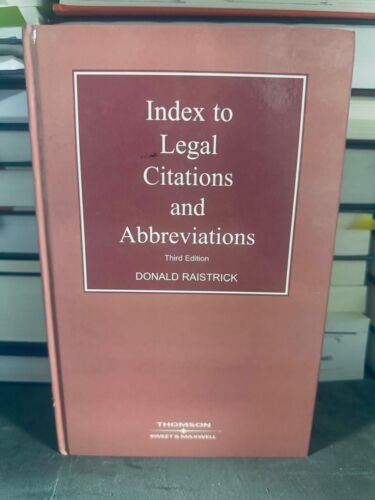 Index to
Legal
Citations
and
Abbreviations
Third Edition
DONALD RAISTRICK
THOMSON
SWEET & MAXWELL